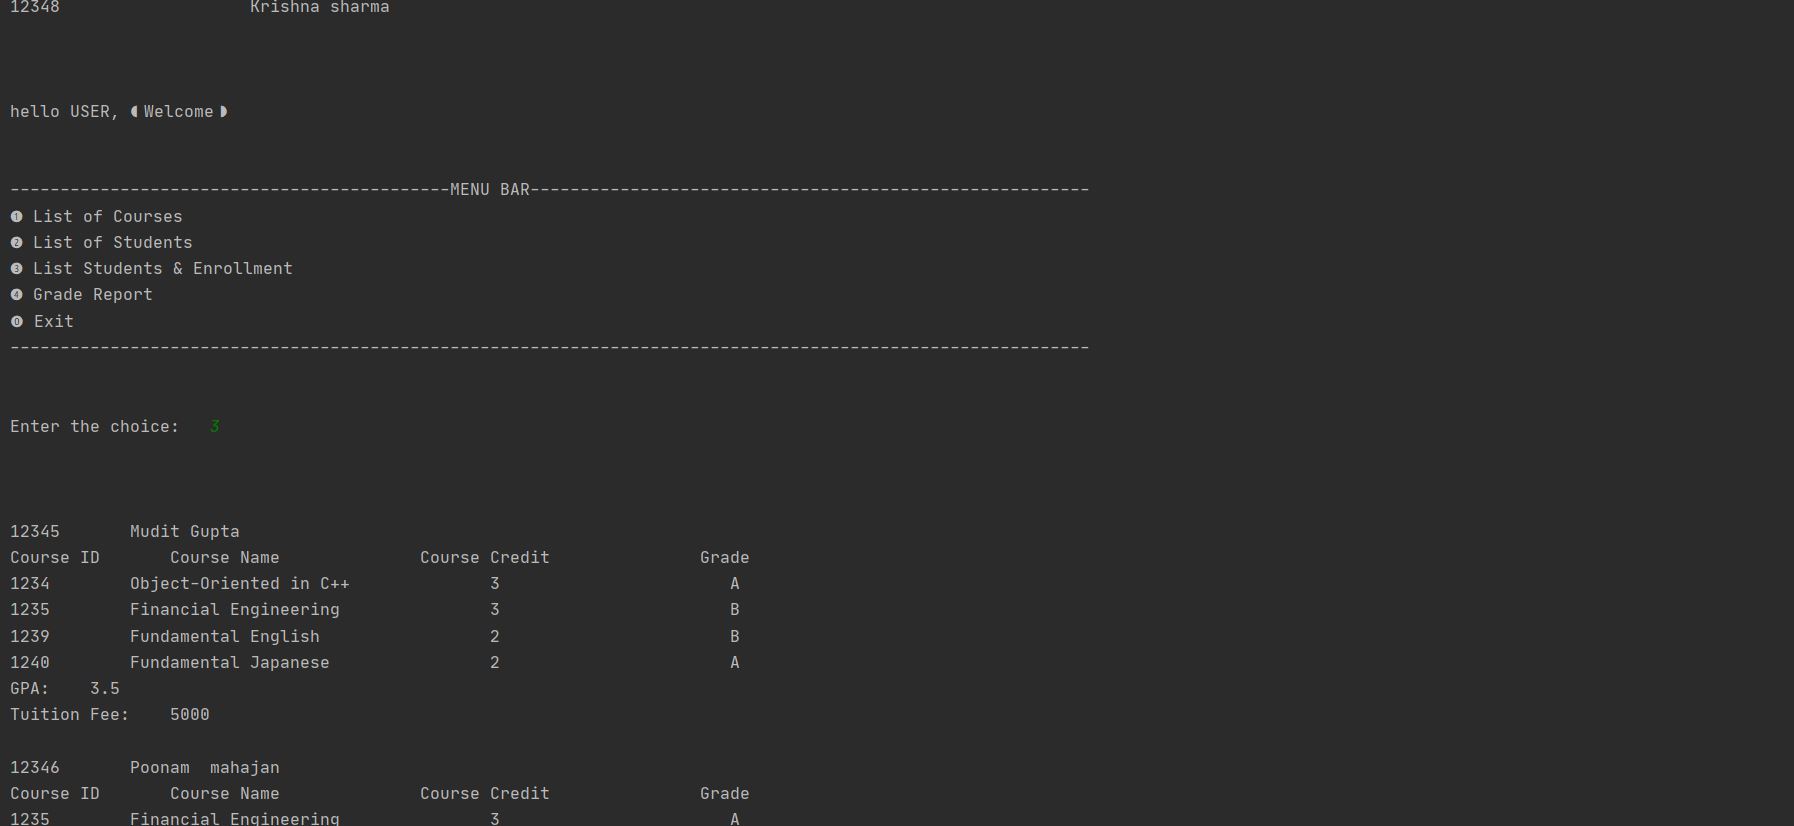 12348                   Krishna sharma
hello USER, ◖Welcome◗
--------------------------------------------MENU BAR--------------------------------------------------------
❶ List of Courses
❷ List of Students
❸ List Students & Enrollment
❹ Grade Report
⓿ Exit
------------------------------------------------------------------------------------------------------------
Enter the choice:   3
12345       Mudit Gupta
Course ID       Course Name              Course Credit               Grade
1234        Object-Oriented in C++              3                       A
1235        Financial Engineering               3                       B
1239        Fundamental English                 2                       B
1240        Fundamental Japanese                2                       A
GPA:    3.5
Tuition Fee:    5000
12346       Poonam  mahajan
Course ID       Course Name              Course Credit               Grade
1235        Financial Engineering               3                       A